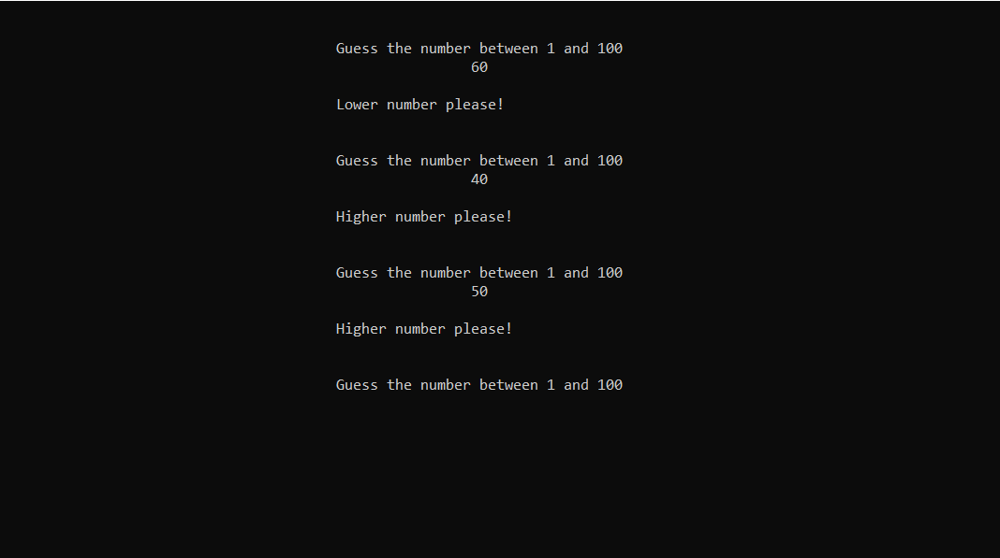 Guess the number between 1 and 100
60
Lower number please!
Guess the number between 1 and 100
40
Higher number please!
Guess the number between 1 and 100
50
Higher number please!
Guess the number between 1 and 100